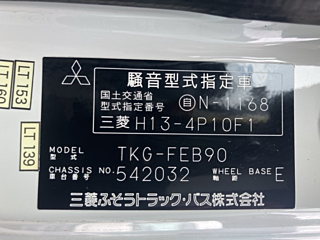 騒音型式指定車
国土交通省
型式指定番号 自 N-1168
三菱 H13-4P10F1
MODEL
型式 TKG-FEB90
CHASSIS NO.
車台番号 542032 WHEEL BASE
軸距 E
三菱ふそうトラック・バス株式会社
LT153
LT139